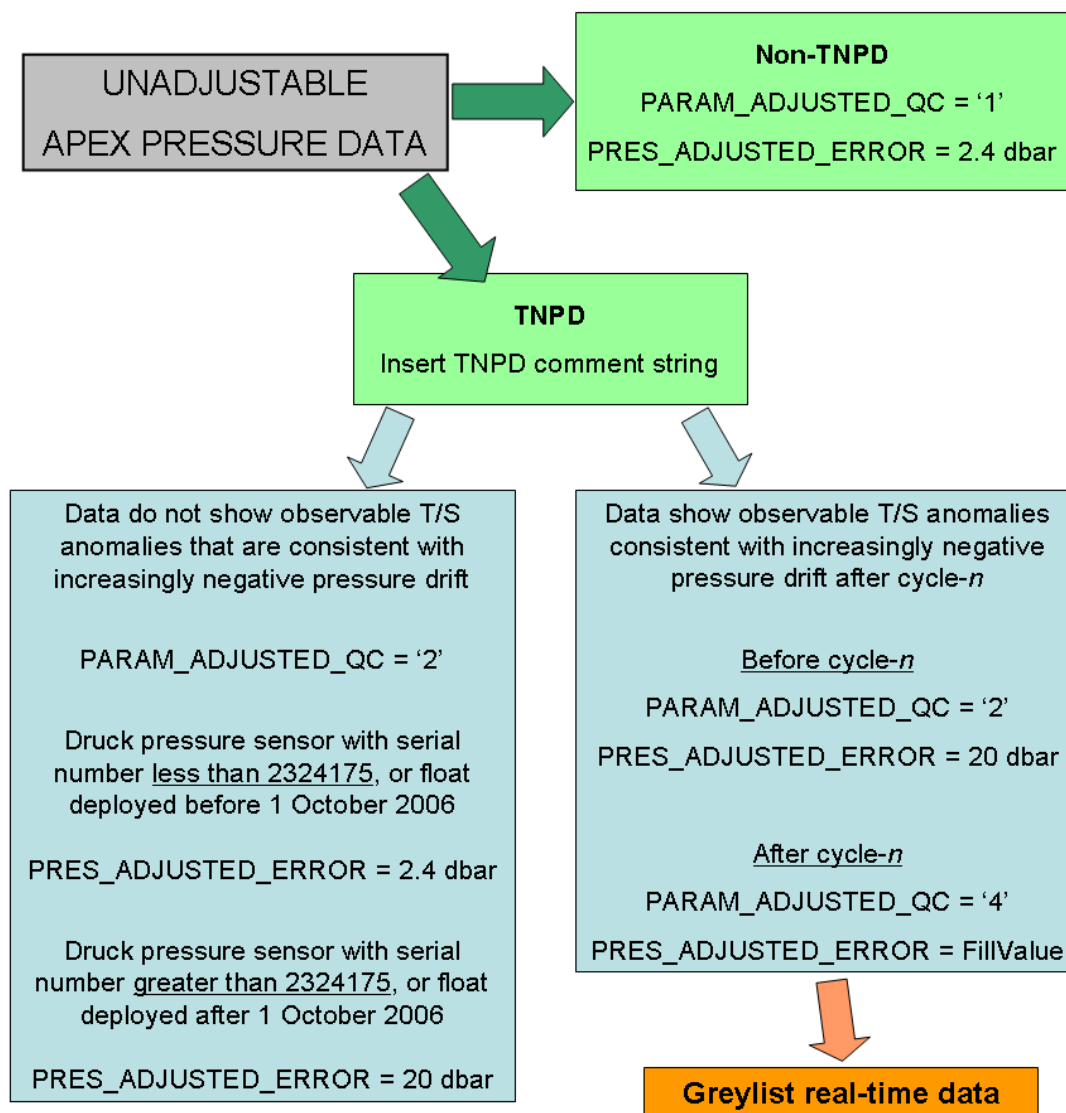 UNADJUSTABLE
APEX PRESSURE DATA
Non-TNPD
PARAM_ADJUSTED_QC = ‘1’
PRES_ADJUSTED_ERROR = 2.4 dbar
TNPD
Insert TNPD comment string
Data do not show observable T/S
anomalies that are consistent with
increasingly negative pressure drift
PARAM_ADJUSTED_QC = ‘2’
Druck pressure sensor with serial
number less than 2324175, or float
deployed before 1 October 2006
PRES_ADJUSTED_ERROR = 2.4 dbar
Druck pressure sensor with serial
number greater than 2324175, or float
deployed after 1 October 2006
PRES_ADJUSTED_ERROR = 20 dbar
Data show observable T/S anomalies
consistent with increasingly negative
pressure drift after cycle-n
Before cycle-n
PARAM_ADJUSTED_QC = ‘2’
PRES_ADJUSTED_ERROR = 20 dbar
After cycle-n
PARAM_ADJUSTED_QC = ‘4’
PRES_ADJUSTED_ERROR = FillValue
Greylist real-time data